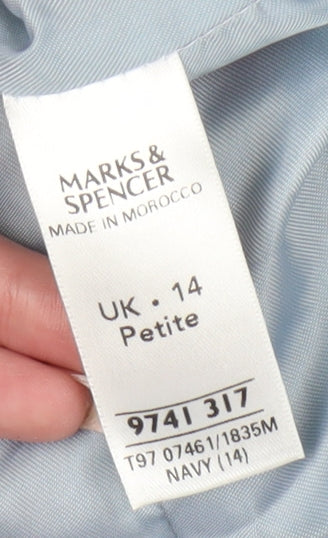 MARKS &
SPENCER
MADE IN MOROCCO
UK • 14
Petite
9741 317
T97 07461/1835M
NAVY (14)